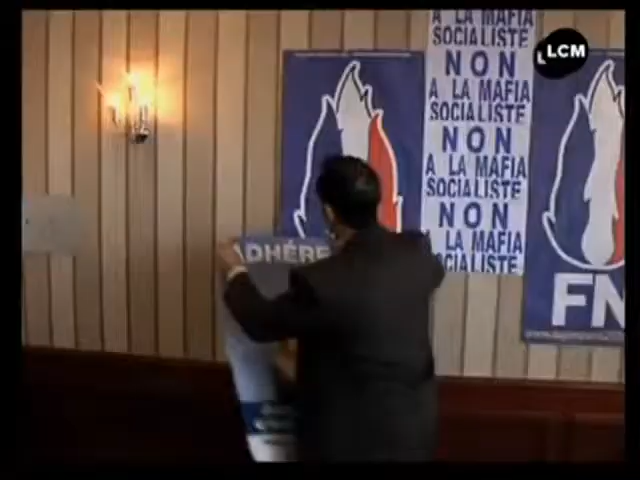 A LA MAFIA
SOCIALISTE
NON
A LA MAFIA
SOCIALISTE
NON
A LA MAFIA
SOCIALISTE
NON
A LA MAFIA
SOCIALISTE
LCM
ADHÉRE
FN